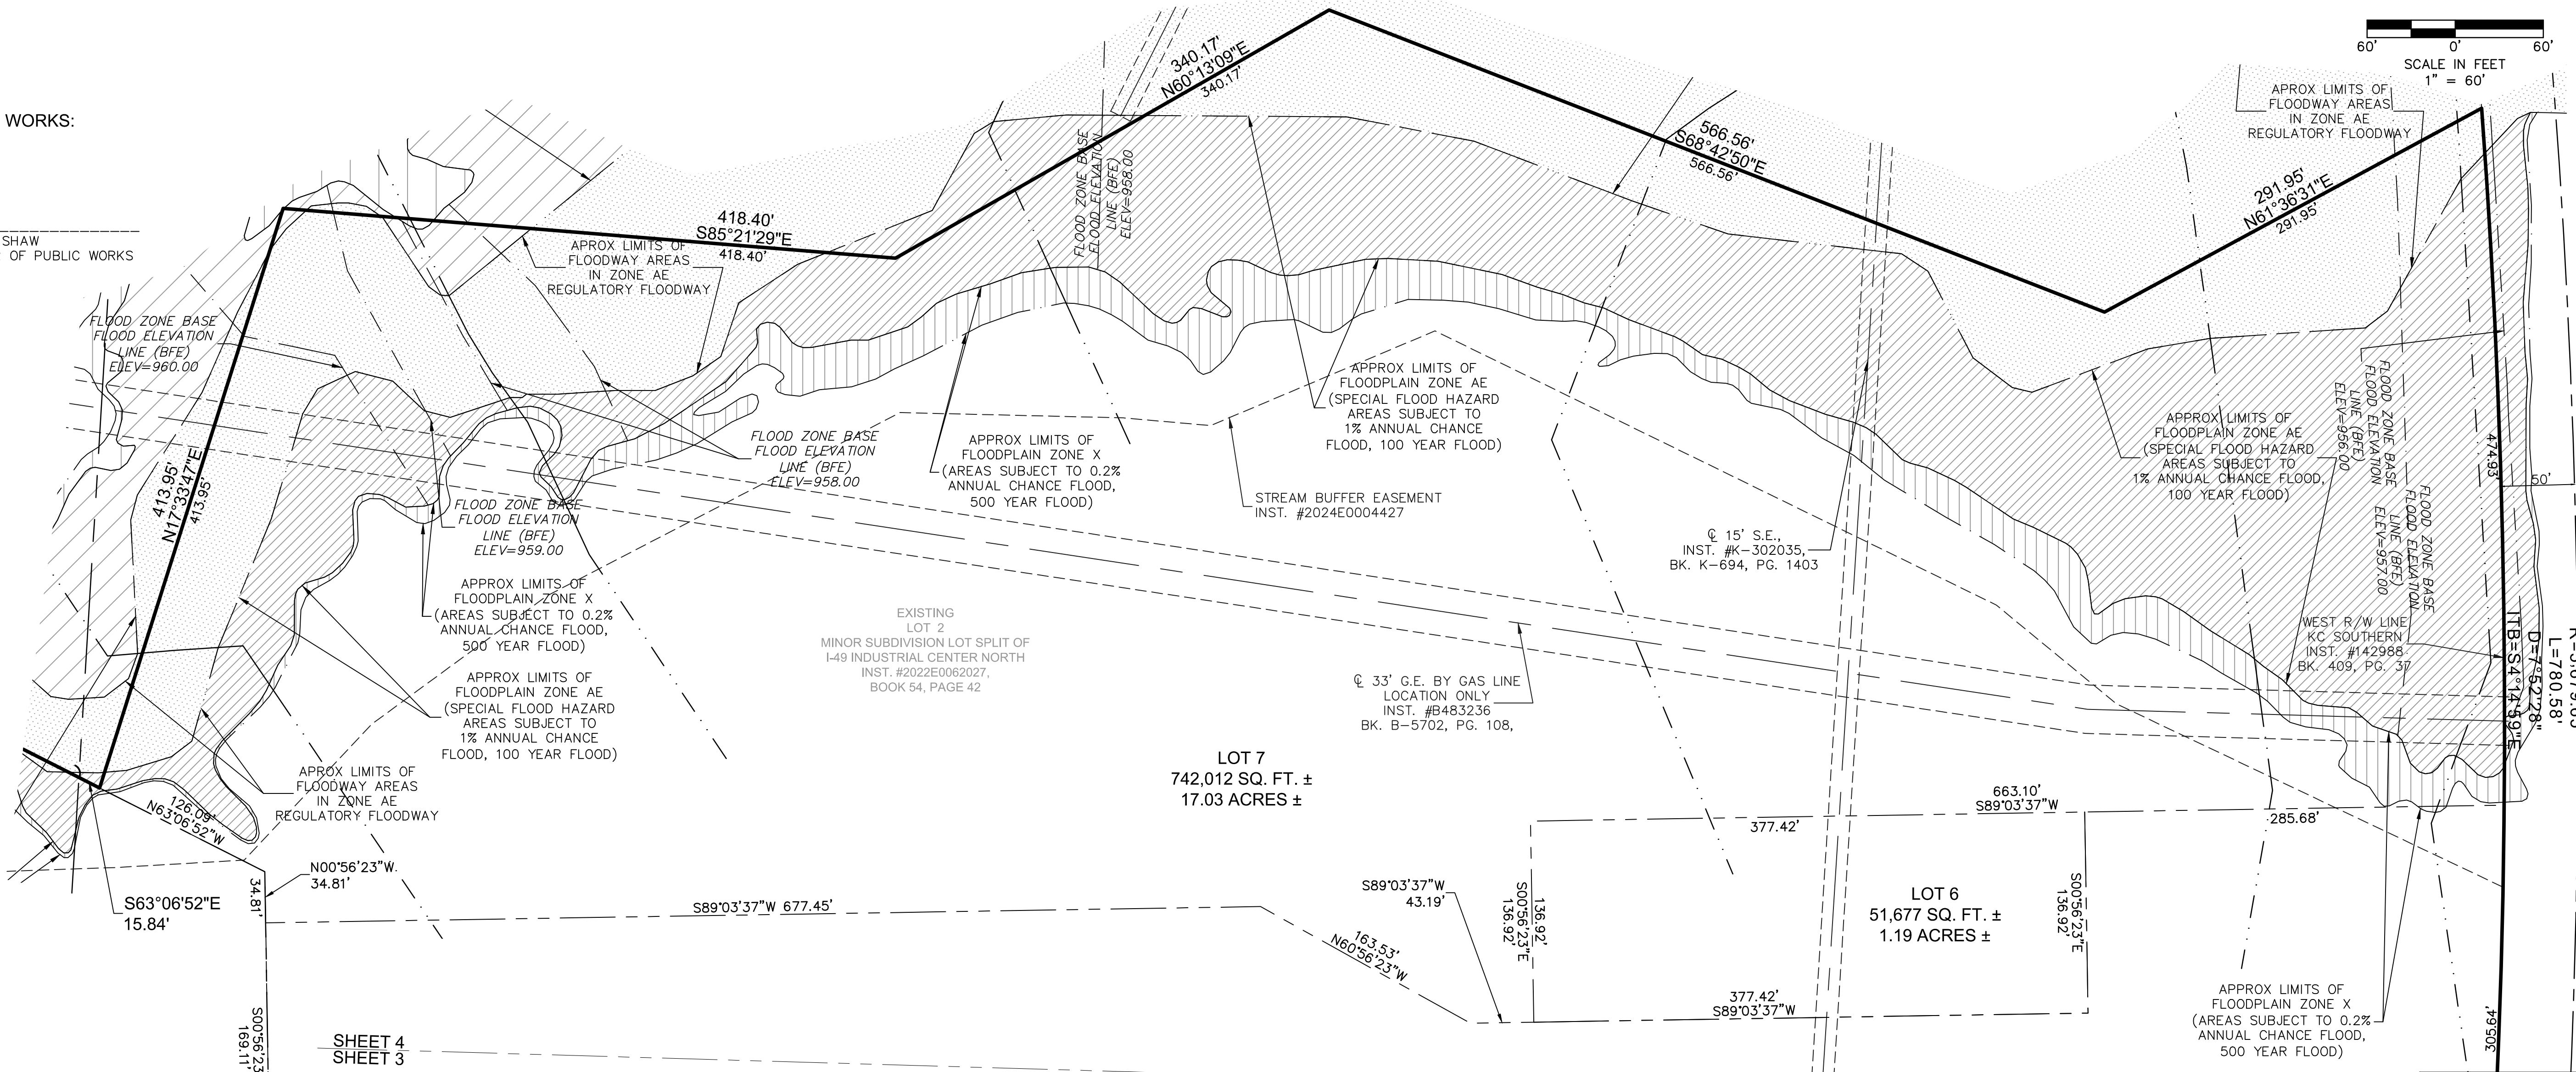 WORKS:
SHAW
OF PUBLIC WORKS
60'
0'
60'
SCALE IN FEET
1" = 60'
340.17'
N60°13'09"E
340.17'
566.56'
S68°42'50"E
566.56'
291.95'
N61°36'31"E
291.95'
418.40'
S85°21'29"E
418.40'
413.95'
N17°33'47"E
413.95'
APROX LIMITS OF
FLOODWAY AREAS
IN ZONE AE
REGULATORY FLOODWAY
APROX LIMITS OF
FLOODWAY AREAS
IN ZONE AE
REGULATORY FLOODWAY
FLOOD ZONE BASE
FLOOD ELEVATION
LINE (BFE)
ELEV=958.00
FLOOD ZONE BASE
FLOOD ELEVATION
LINE (BFE)
ELEV=960.00
FLOOD ZONE BASE
FLOOD ELEVATION
LINE (BFE)
ELEV=958.00
FLOOD ZONE BASE
FLOOD ELEVATION
LINE (BFE)
ELEV=959.00
APPROX LIMITS OF
FLOODPLAIN ZONE X
(AREAS SUBJECT TO 0.2%
ANNUAL CHANCE FLOOD,
500 YEAR FLOOD)
APPROX LIMITS OF
FLOODPLAIN ZONE AE
(SPECIAL FLOOD HAZARD
AREAS SUBJECT TO
1% ANNUAL CHANCE
FLOOD, 100 YEAR FLOOD)
STREAM BUFFER EASEMENT
INST. #2024E0004427
APPROX LIMITS OF
FLOODPLAIN ZONE AE
(SPECIAL FLOOD HAZARD
AREAS SUBJECT TO
1% ANNUAL CHANCE FLOOD,
100 YEAR FLOOD)
FLOOD ZONE BASE
FLOOD ELEVATION
LINE (BFE)
ELEV=956.00
FLOOD ZONE BASE
FLOOD ELEVATION
LINE (BFE)
ELEV=957.00
474.93'
50'
℄ 15' S.E.,
INST. #K-302035,
BK. K-694, PG. 1403
APPROX LIMITS OF
FLOODPLAIN ZONE X
(AREAS SUBJECT TO 0.2%
ANNUAL CHANCE FLOOD,
500 YEAR FLOOD)
APPROX LIMITS OF
FLOODPLAIN ZONE AE
(SPECIAL FLOOD HAZARD
AREAS SUBJECT TO
1% ANNUAL CHANCE
FLOOD, 100 YEAR FLOOD)
EXISTING
LOT 2
MINOR SUBDIVISION LOT SPLIT OF
I-49 INDUSTRIAL CENTER NORTH
INST. #2022E0062027,
BOOK 54, PAGE 42
℄ 33' G.E. BY GAS LINE
LOCATION ONLY
INST. #B483236
BK. B-5702, PG. 108,
WEST R/W LINE
KC SOUTHERN
INST. #142988
BK. 409, PG. 37
L=780.58'
D=7°52'28"
ITB=S4°14'59"E
APROX LIMITS OF
FLOODWAY AREAS
IN ZONE AE
REGULATORY FLOODWAY
LOT 7
742,012 SQ. FT. ±
17.03 ACRES ±
126.09'
N63°06'52"W
N00°56'23"W
34.81'
34.81'
S63°06'52"E
15.84'
S89°03'37"W 677.45'
S89°03'37"W
43.19'
163.53'
N60°56'23"W
663.10'
S89°03'37"W
377.42'
285.68'
136.92'
S00°56'23"E
136.92'
LOT 6
51,677 SQ. FT. ±
1.19 ACRES ±
S00°56'23"E
136.92'
377.42'
S89°03'37"W
S00°56'23
169.11'
SHEET 4
SHEET 3
APPROX LIMITS OF
FLOODPLAIN ZONE X
(AREAS SUBJECT TO 0.2%
ANNUAL CHANCE FLOOD,
500 YEAR FLOOD)
305.64'